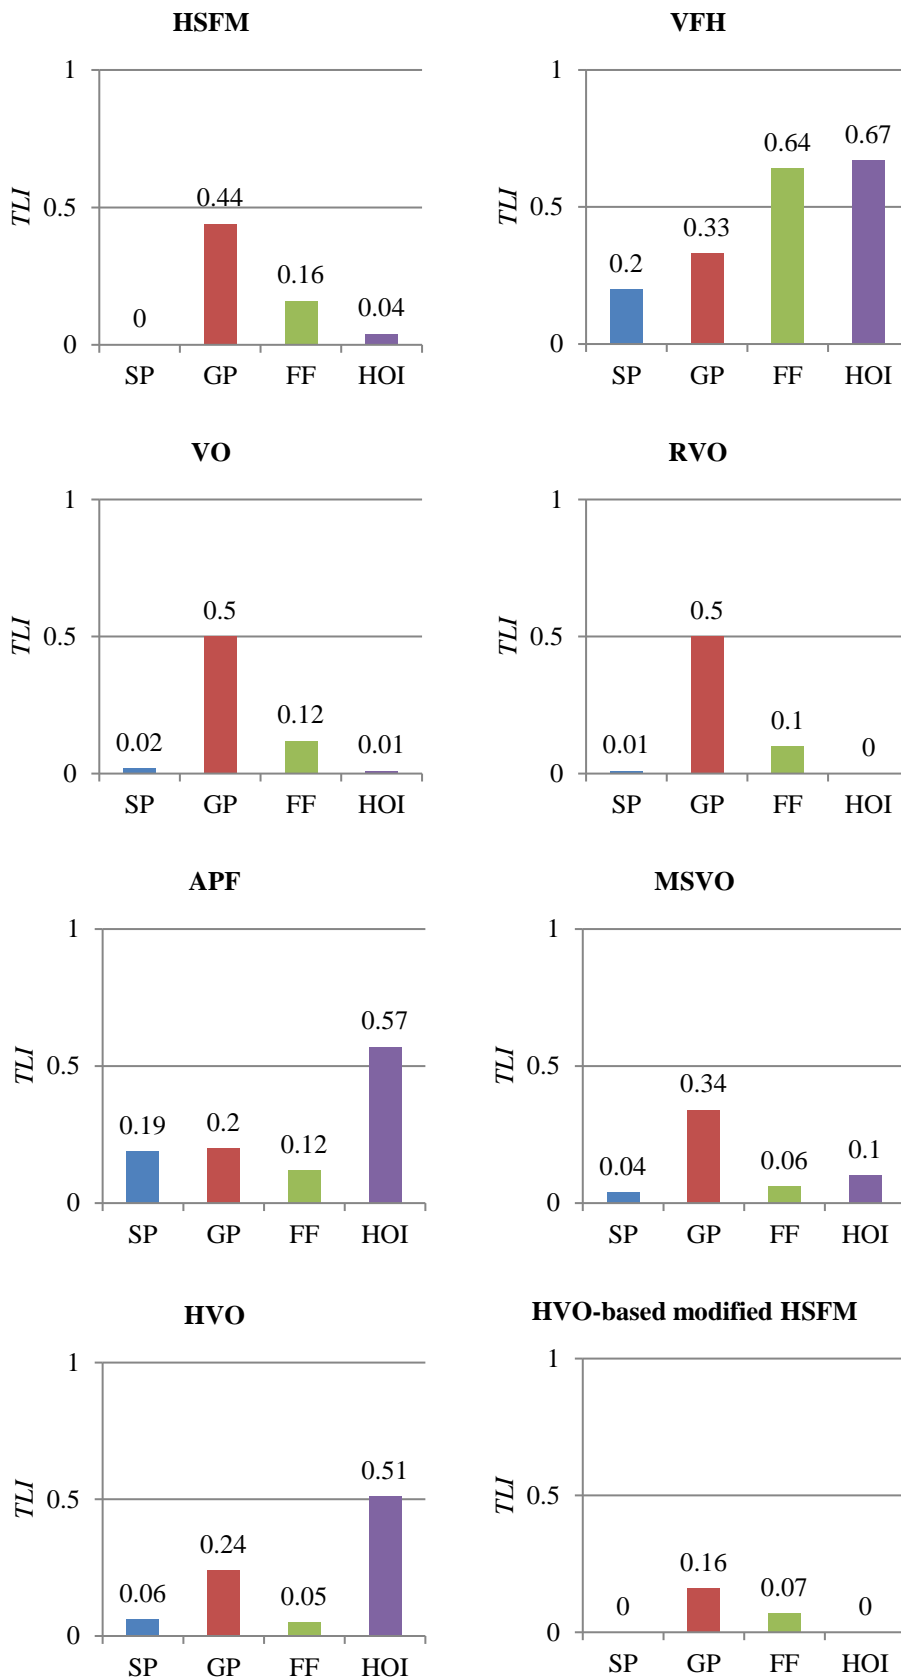 HSFM
1
0.5
0
TLI
0
0.44
0.16
0.04
SP GP FF HOI
VFH
1
0.5
0
TLI
0.2
0.33
0.64
0.67
SP GP FF HOI
VO
1
0.5
0
TLI
0.02
0.5
0.12
0.01
SP GP FF HOI
RVO
1
0.5
0
TLI
0.01
0.5
0.1
0
SP GP FF HOI
APF
1
0.5
0
TLI
0.19
0.2
0.12
0.57
SP GP FF HOI
MSVO
1
0.5
0
TLI
0.04
0.34
0.06
0.1
SP GP FF HOI
HVO
1
0.5
0
TLI
0.06
0.24
0.05
0.51
SP GP FF HOI
HVO-based modified HSFM
1
0.5
0
TLI
0
0.16
0.07
0
SP GP FF HOI